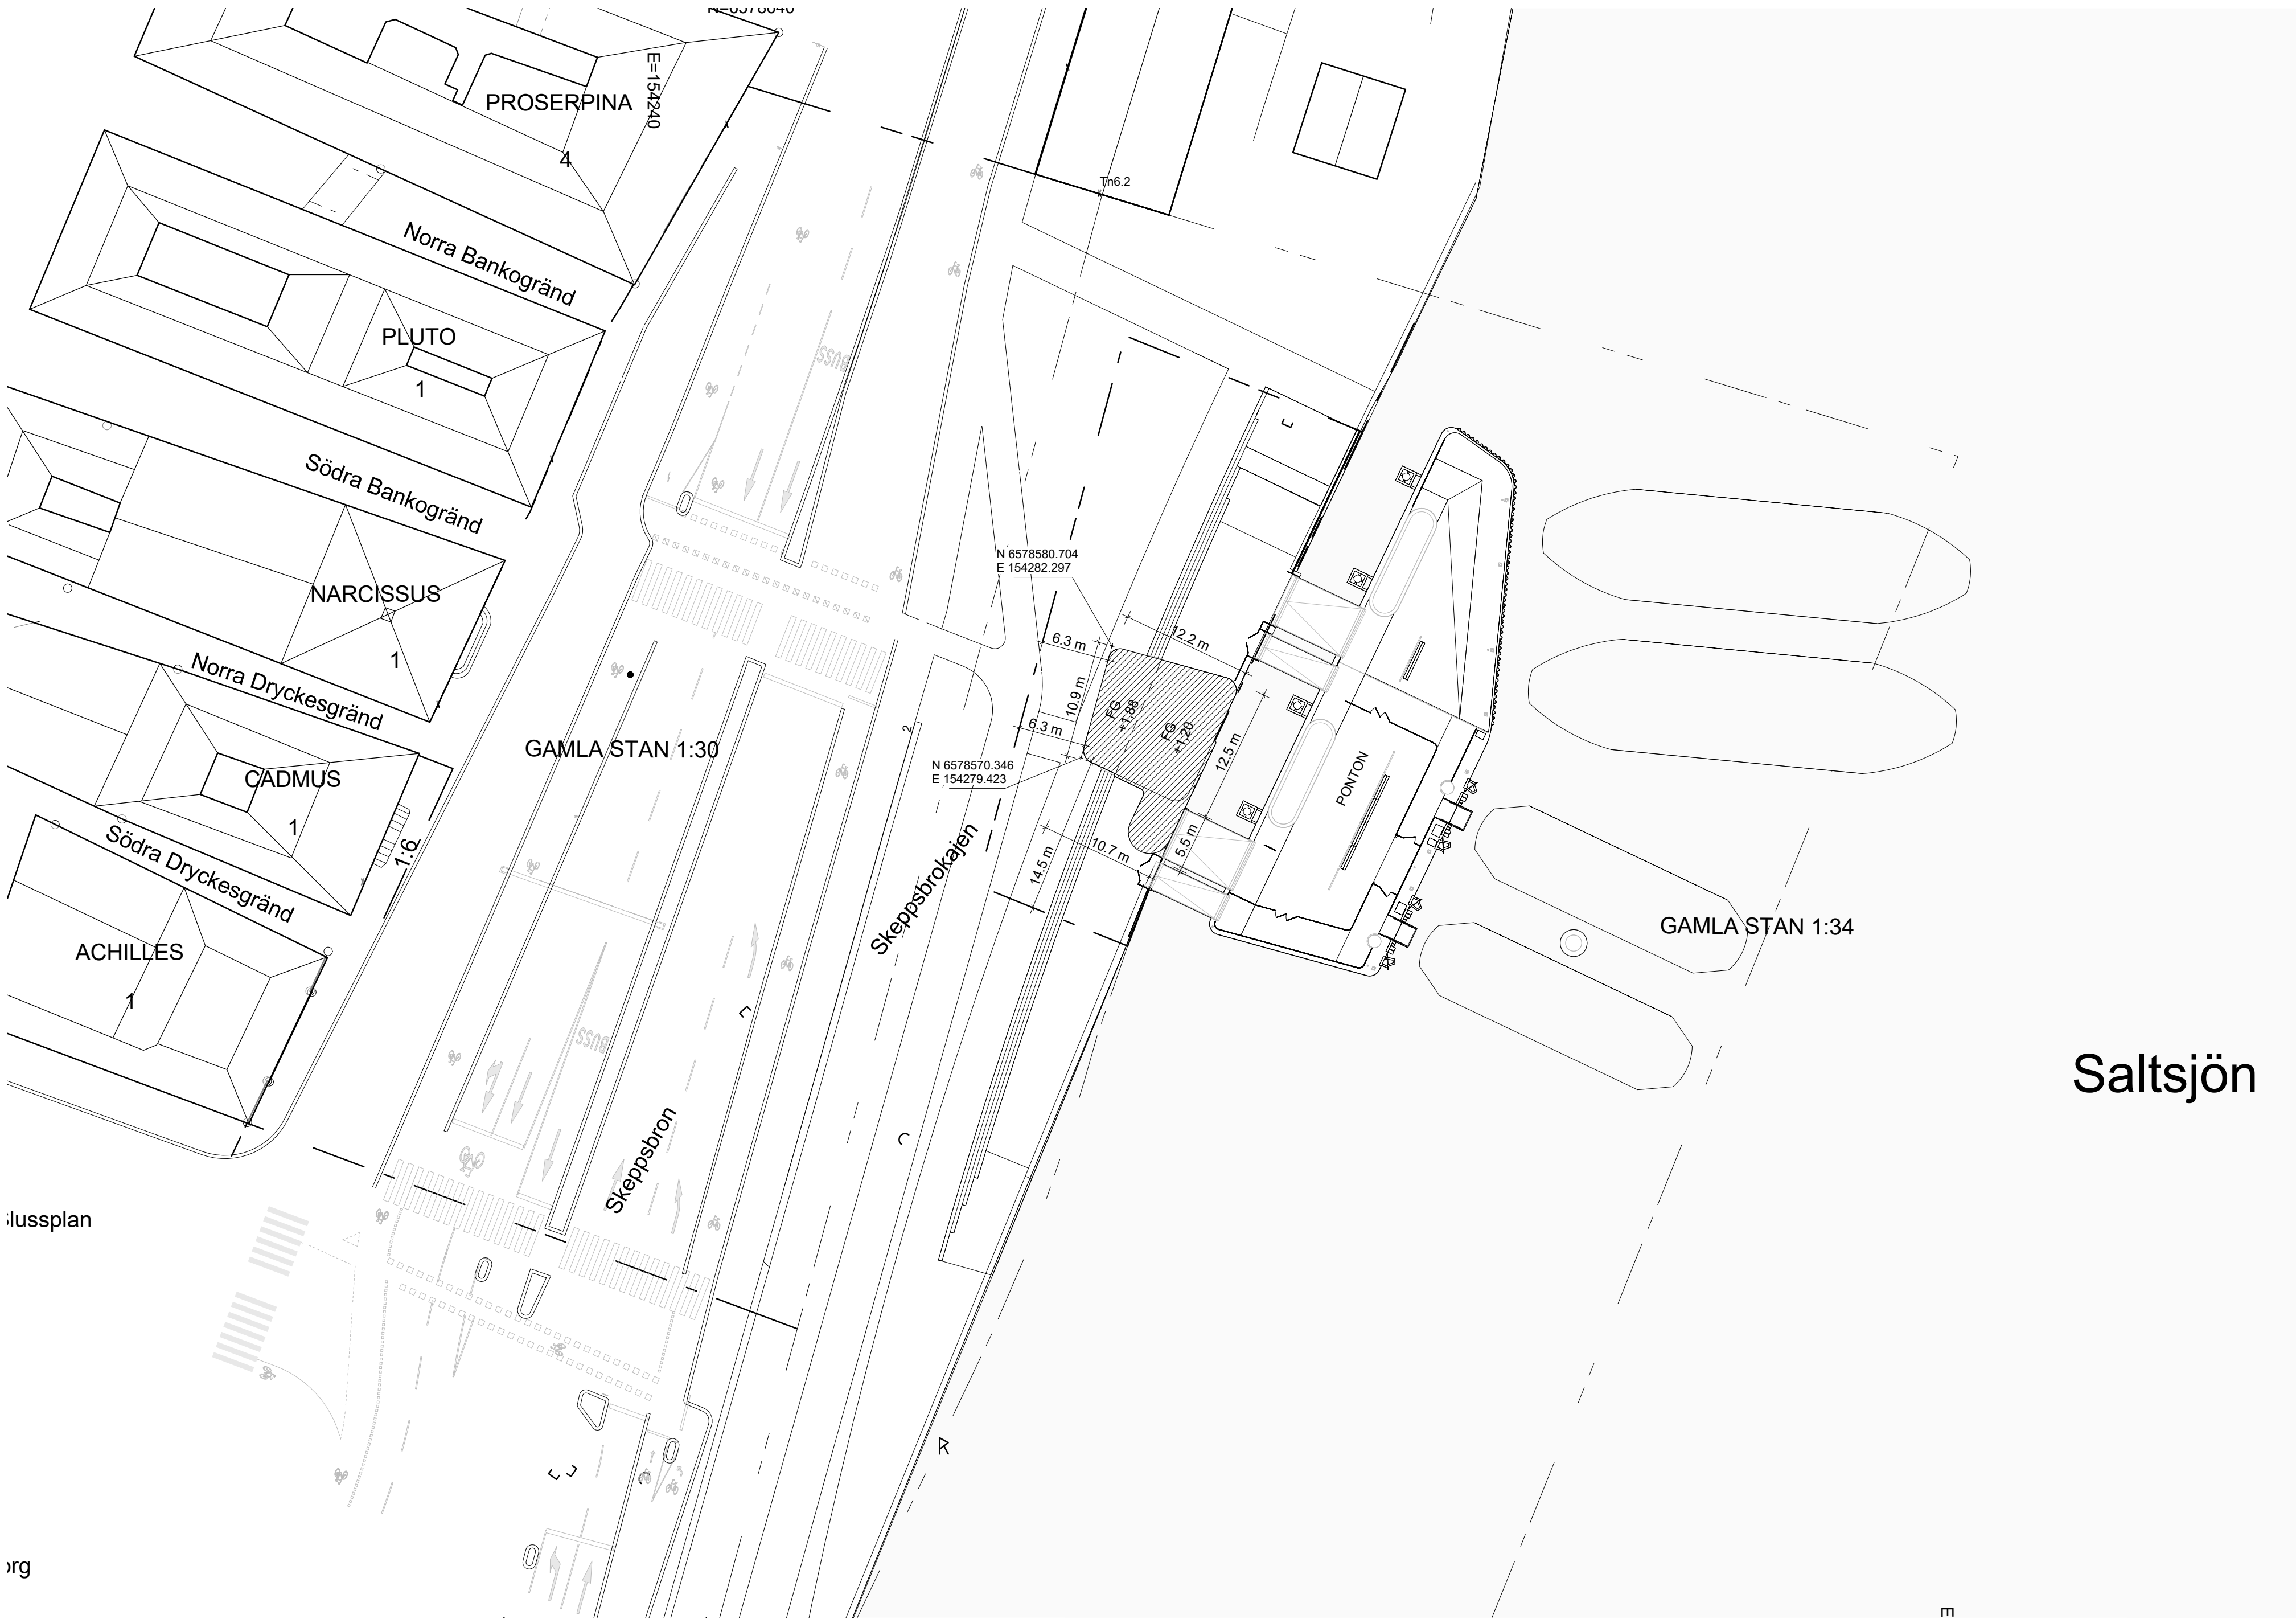 E=154240
PROSERPINA
4
Tn6.2
Norra Bankogränd
PLUTO
1
BUSS
Södra Bankogränd
N 6578580.704
E 154282.297
NARCISSUS
1
6.3 m
12.2 m
Norra Dryckesgränd
10.9 m
FG
+1.88
FG
+1.20
6.3 m
2
GAMLA STAN 1:30
12.5 m
PONTON
N 6578570.346
E 154279.423
CADMUS
1
Södra Dryckesgränd
1:6
Skeppsbrokajen
10.7 m
5.5 m
14.5 m
GAMLA STAN 1:34
ACHILLES
1
BUSS
Saltsjön
Skeppsbron
lussplan
R
rg
E